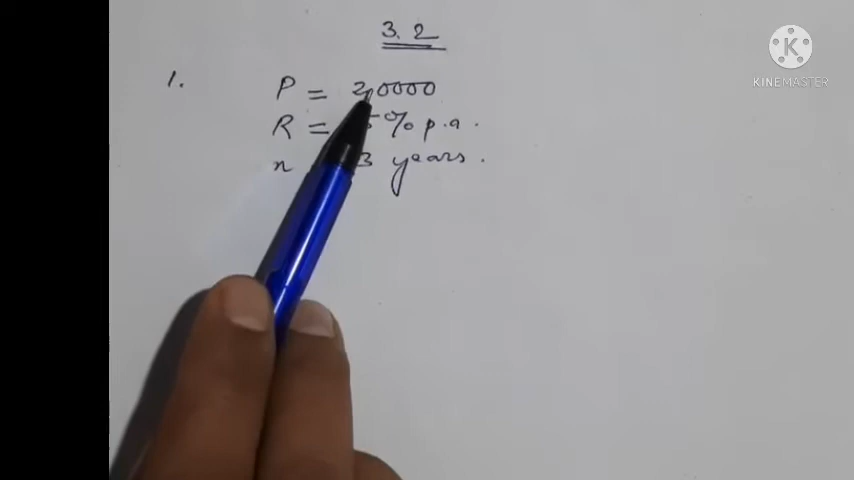 3.2
1. P = 20000
R = 5% p.a.
n 3 years.
K
KINEMASTER